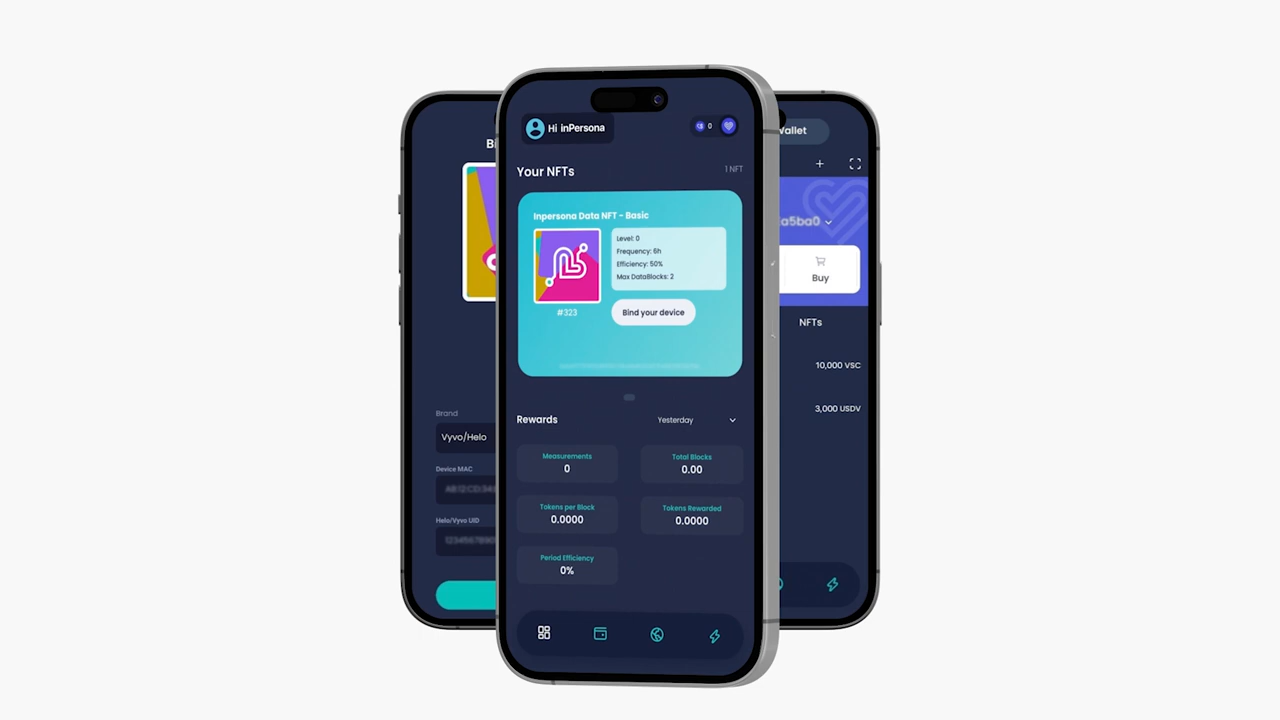 Hi inPersona
0
Your NFTs
1 NFT
Inpersona Data NFT - Basic
Level: 0
Frequency: 6h
Efficiency: 50%
Max DataBlocks: 2
#323
Bind your device
Rewards
Yesterday
Measurements
0
Total Blocks
0.00
Tokens per Block
0.0000
Tokens Rewarded
0.0000
Period Efficiency
0%
Bi
Brand
Vyvo/Helo
Device MAC
Helo/Vyvo UID
allet
a5ba0
Buy
NFTs
10,000 VSC
3,000 USDV